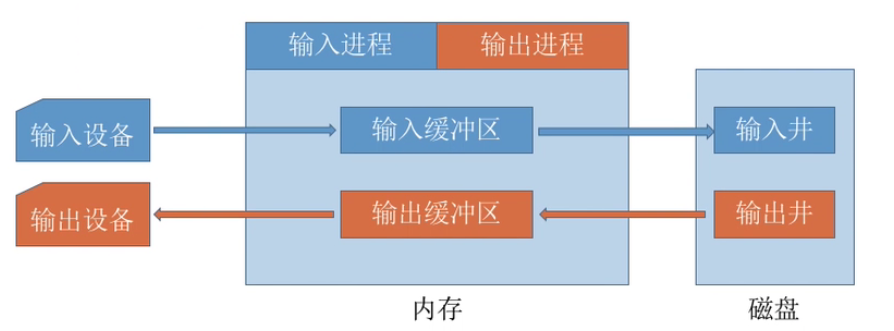 输入进程
输出进程
输入设备
输入缓冲区
输入井
输出设备
输出缓冲区
输出井
内存
磁盘